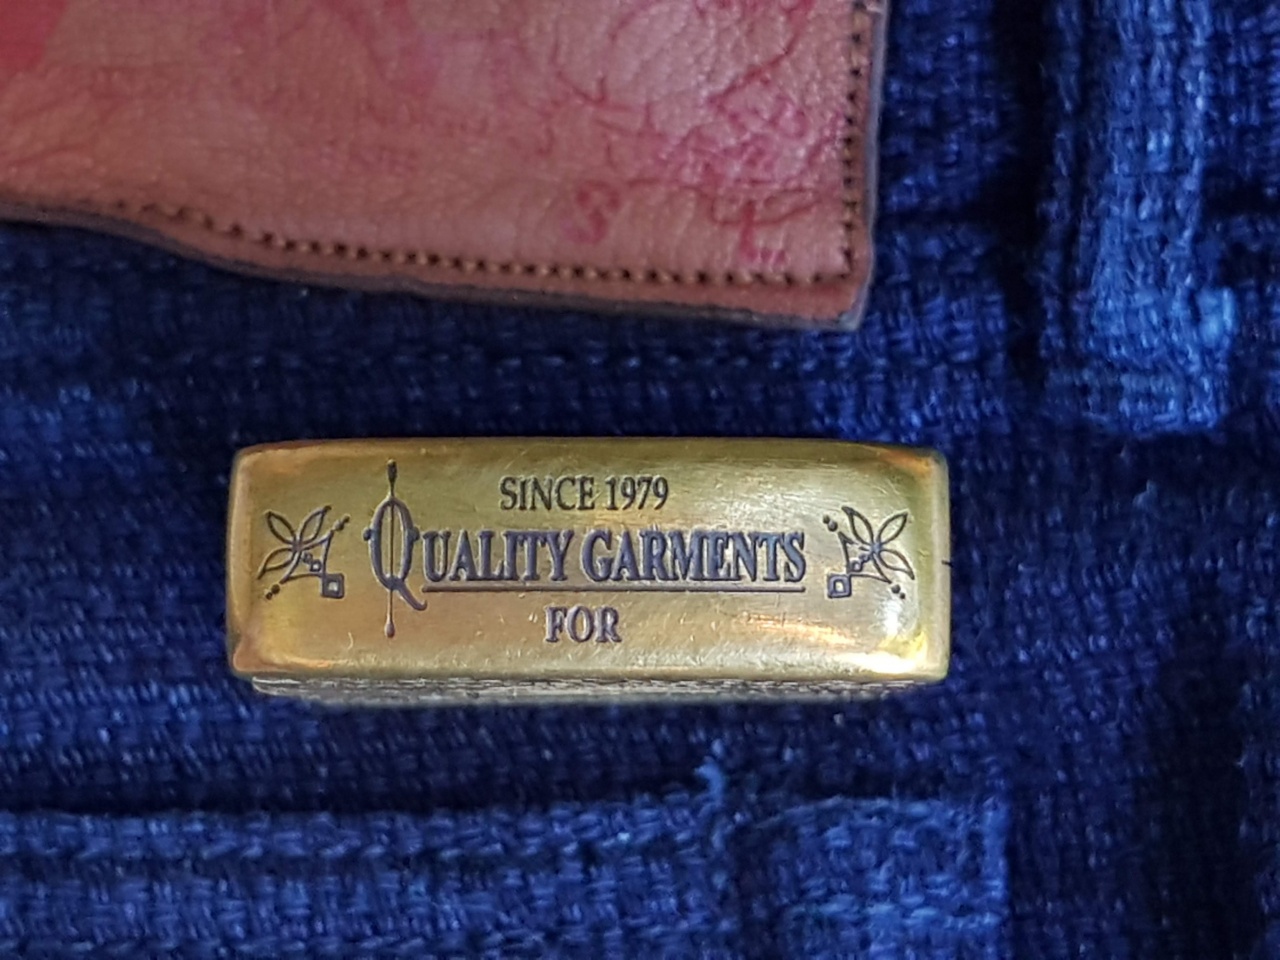 SINCE 1979
QUALITY GARMENTS
FOR